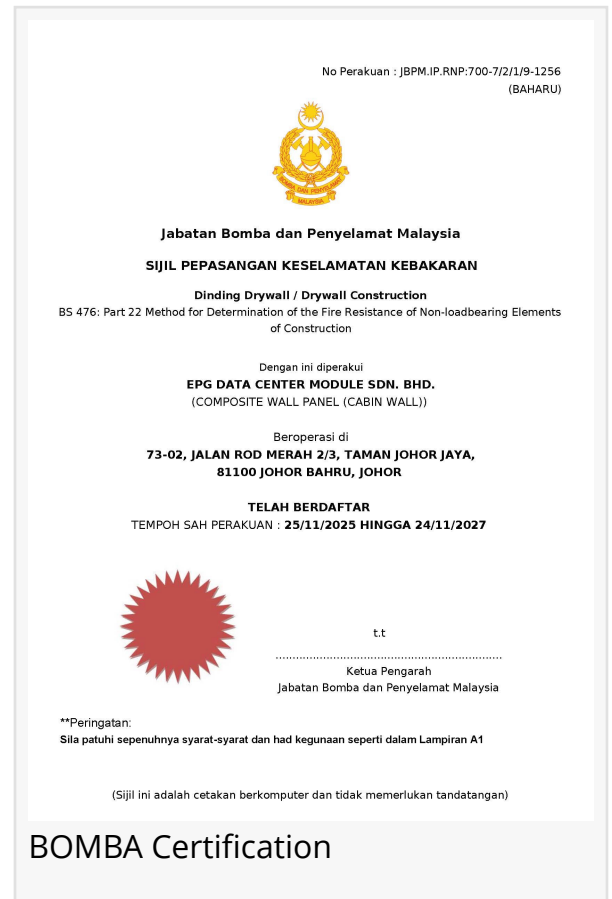 No Perakuan : JBPM.IP.RNP:700-7/2/1/9-1256
(BAHARU)
BOMBA DAN PENYELAMAT
MALAYSIA
Jabatan Bomba dan Penyelamat Malaysia
SIJIL PEPASANGAN KESELAMATAN KEBAKARAN
Dinding Drywall / Drywall Construction
BS 476: Part 22 Method for Determination of the Fire Resistance of Non-loadbearing Elements
of Construction
Dengan ini diperakui
EPG DATA CENTER MODULE SDN. BHD.
(COMPOSITE WALL PANEL (CABIN WALL))
Beroperasi di
73-02, JALAN ROD MERAH 2/3, TAMAN JOHOR JAYA,
81100 JOHOR BAHRU, JOHOR
TELAH BERDAFTAR
TEMPOH SAH PERAKUAN : 25/11/2025 HINGGA 24/11/2027
t.t
....................................................................
Ketua Pengarah
Jabatan Bomba dan Penyelamat Malaysia
**Peringatan:
Sila patuhi sepenuhnya syarat-syarat dan had kegunaan seperti dalam Lampiran A1
(Sijil ini adalah cetakan berkomputer dan tidak memerlukan tandatangan)
BOMBA Certification